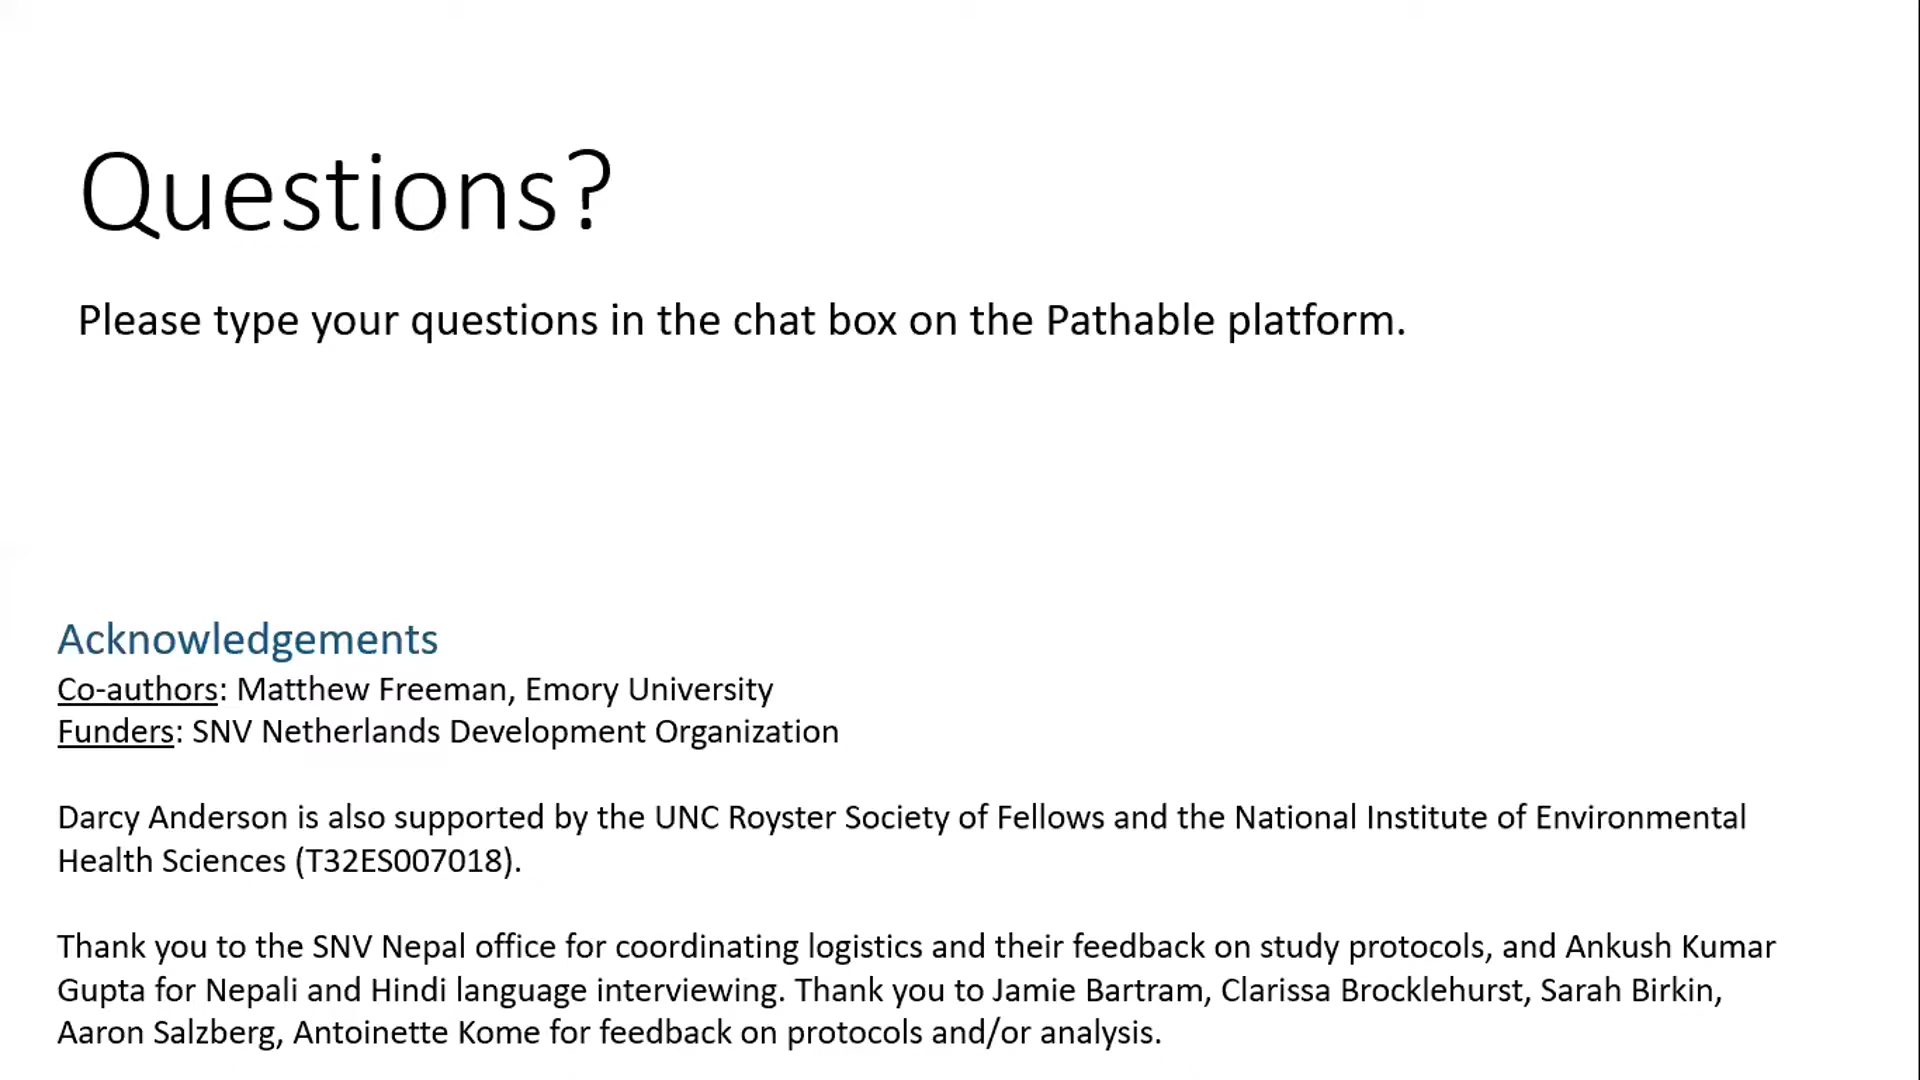 Questions?
Please type your questions in the chat box on the Pathable platform.
Acknowledgements
Co-authors: Matthew Freeman, Emory University
Funders: SNV Netherlands Development Organization
Darcy Anderson is also supported by the UNC Royster Society of Fellows and the National Institute of Environmental
Health Sciences (T32ES007018).
Thank you to the SNV Nepal office for coordinating logistics and their feedback on study protocols, and Ankush Kumar
Gupta for Nepali and Hindi language interviewing. Thank you to Jamie Bartram, Clarissa Brocklehurst, Sarah Birkin,
Aaron Salzberg, Antoinette Kome for feedback on protocols and/or analysis.